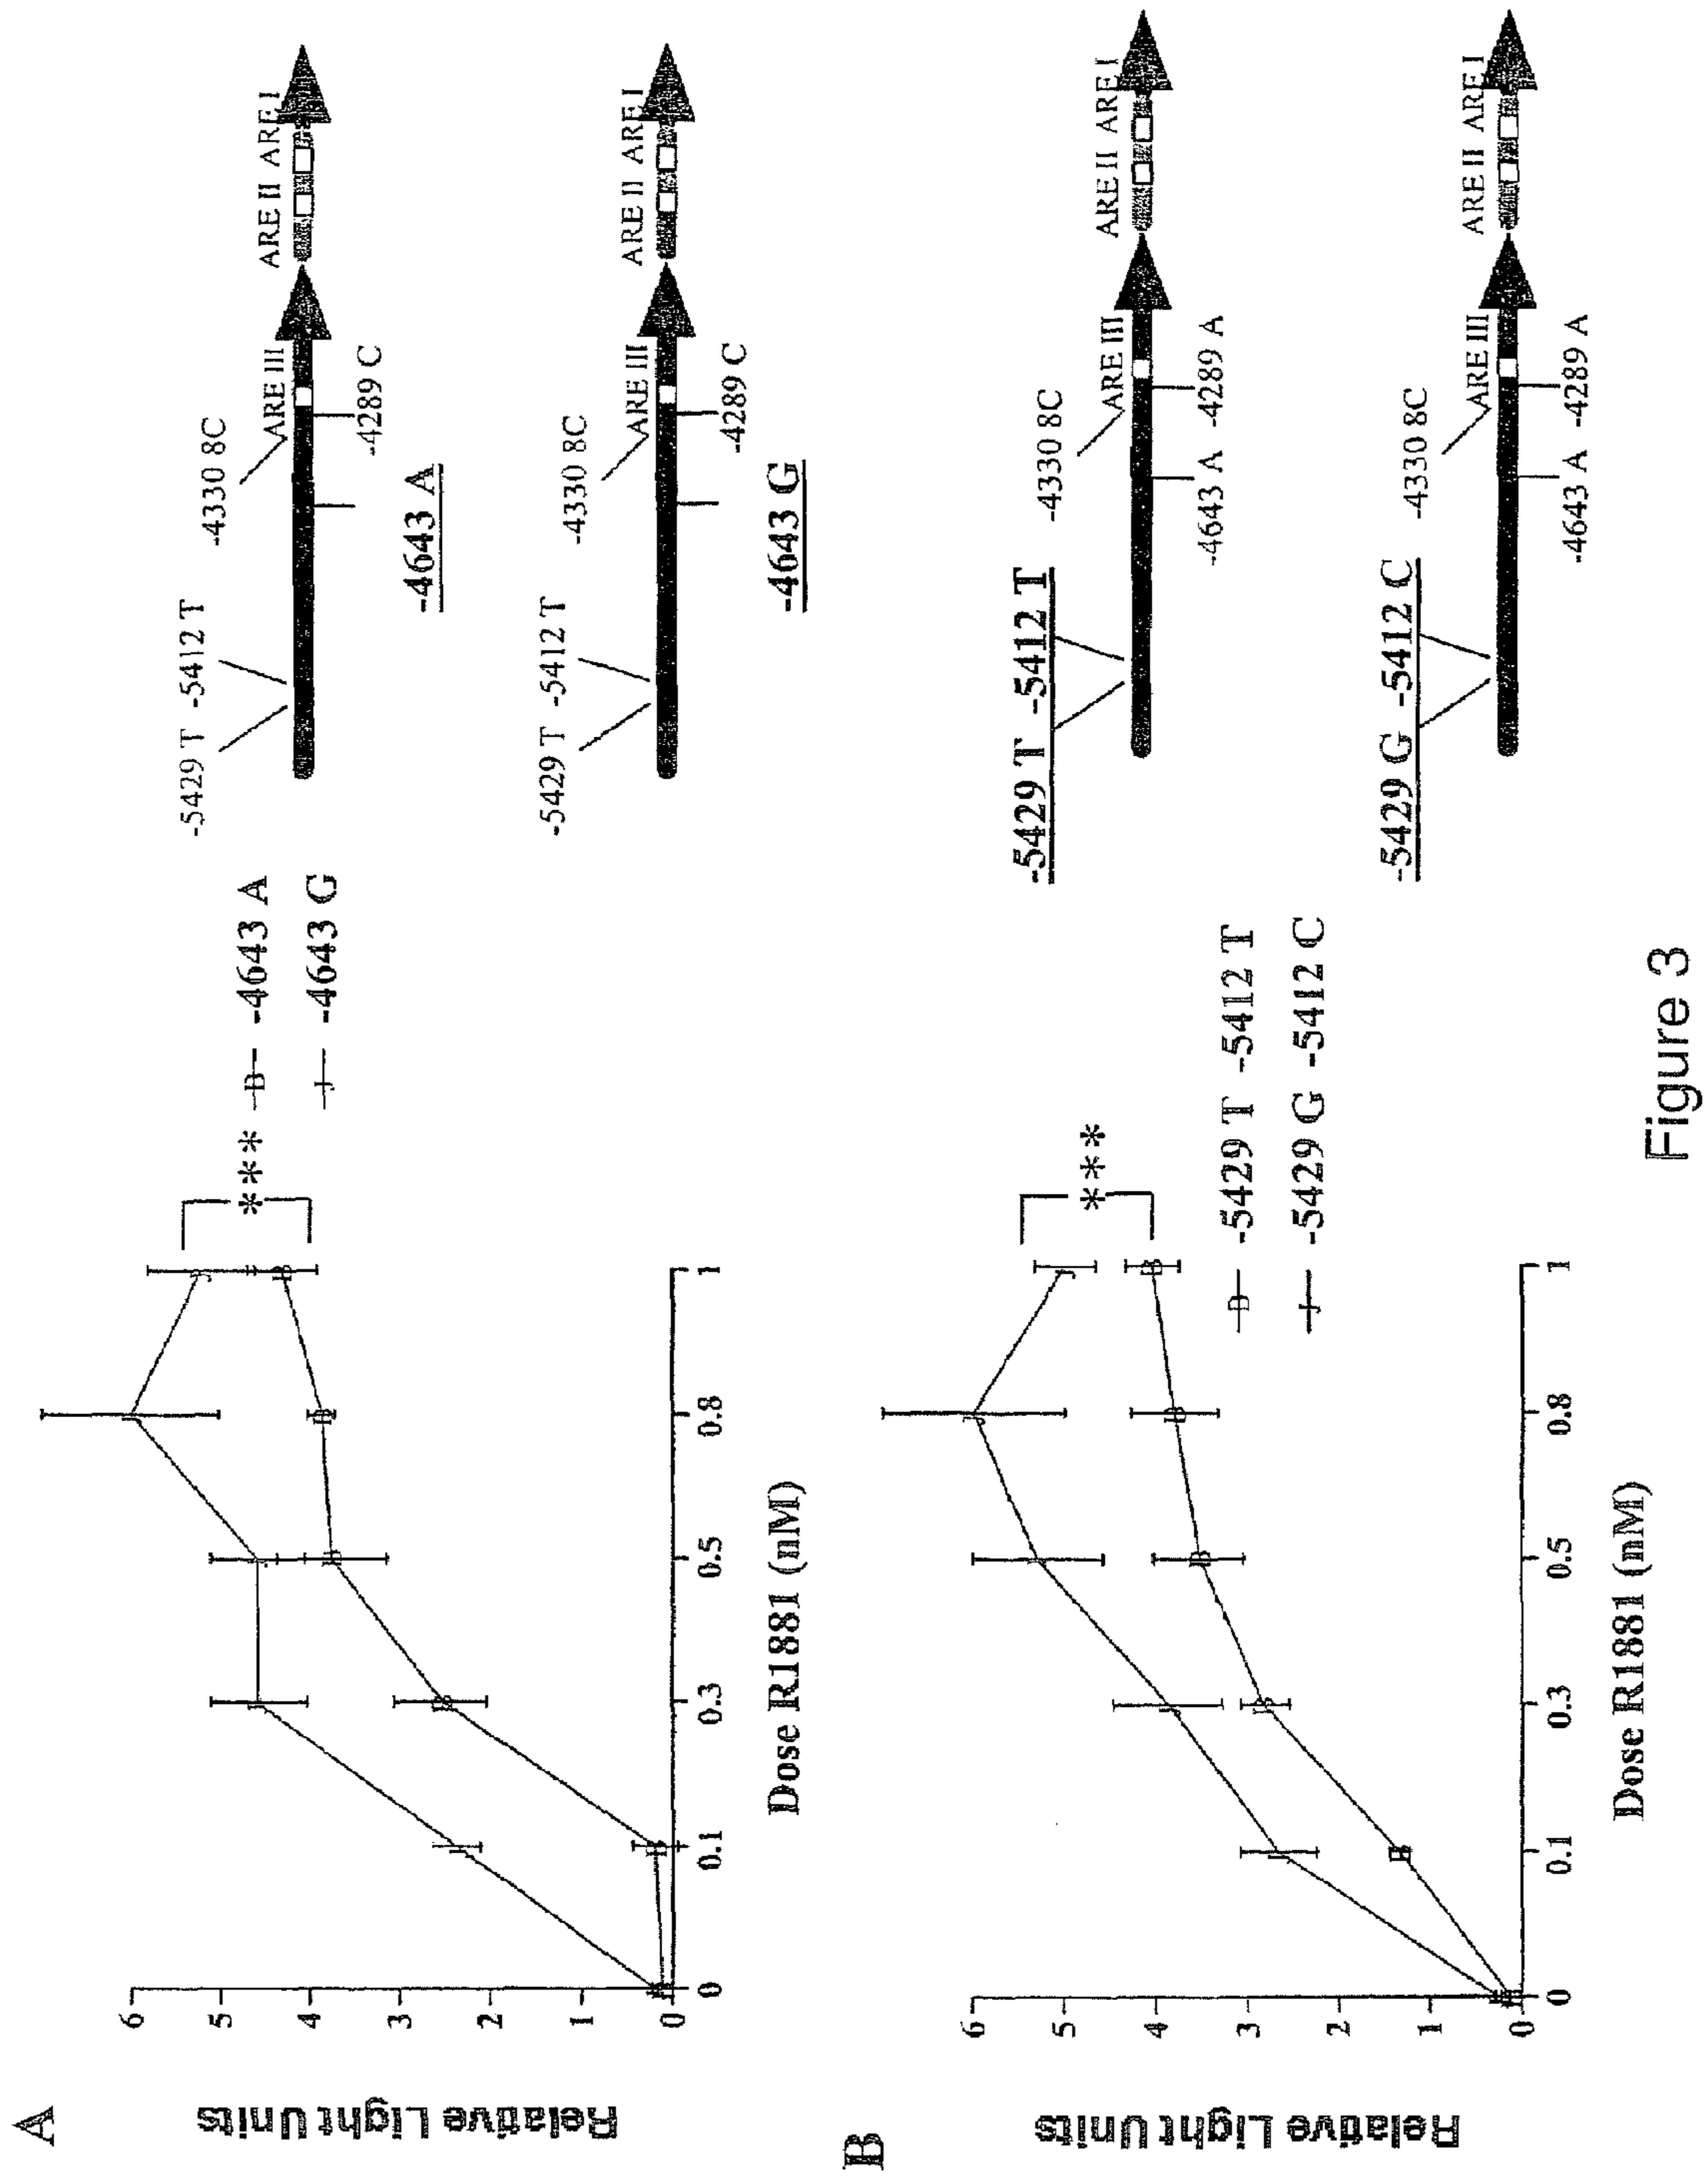 A
Relative Light Units
6
5
4
3
2
1
0
0
0.1
0.3
0.5
0.8
1
Dose R1881 (nM)
***
B -4643 A
J -4643 G
-5429 T -5412 T
-4330 8C
ARE III
ARE II ARE I
-4289 C
-4643 A
-5429 T -5412 T
-4330 8C
ARE III
ARE II ARE I
-4289 C
-4643 G
B
Relative Light Units
6
5
4
3
2
1
0
0
0.1
0.3
0.5
0.8
1
Dose R1881 (nM)
***
B -5429 T -5412 T
J -5429 G -5412 C
-5429 T -5412 T
-4330 8C
ARE III
ARE II ARE I
-4643 A -4289 A
-5429 G -5412 C
-4330 8C
ARE III
ARE II ARE I
-4643 A -4289 A
Figure 3